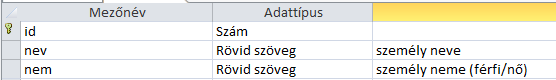 Mezőnév Adattípus
id Szám
nev Rövid szöveg személy neve
nem Rövid szöveg személy neme (férfi/nő)